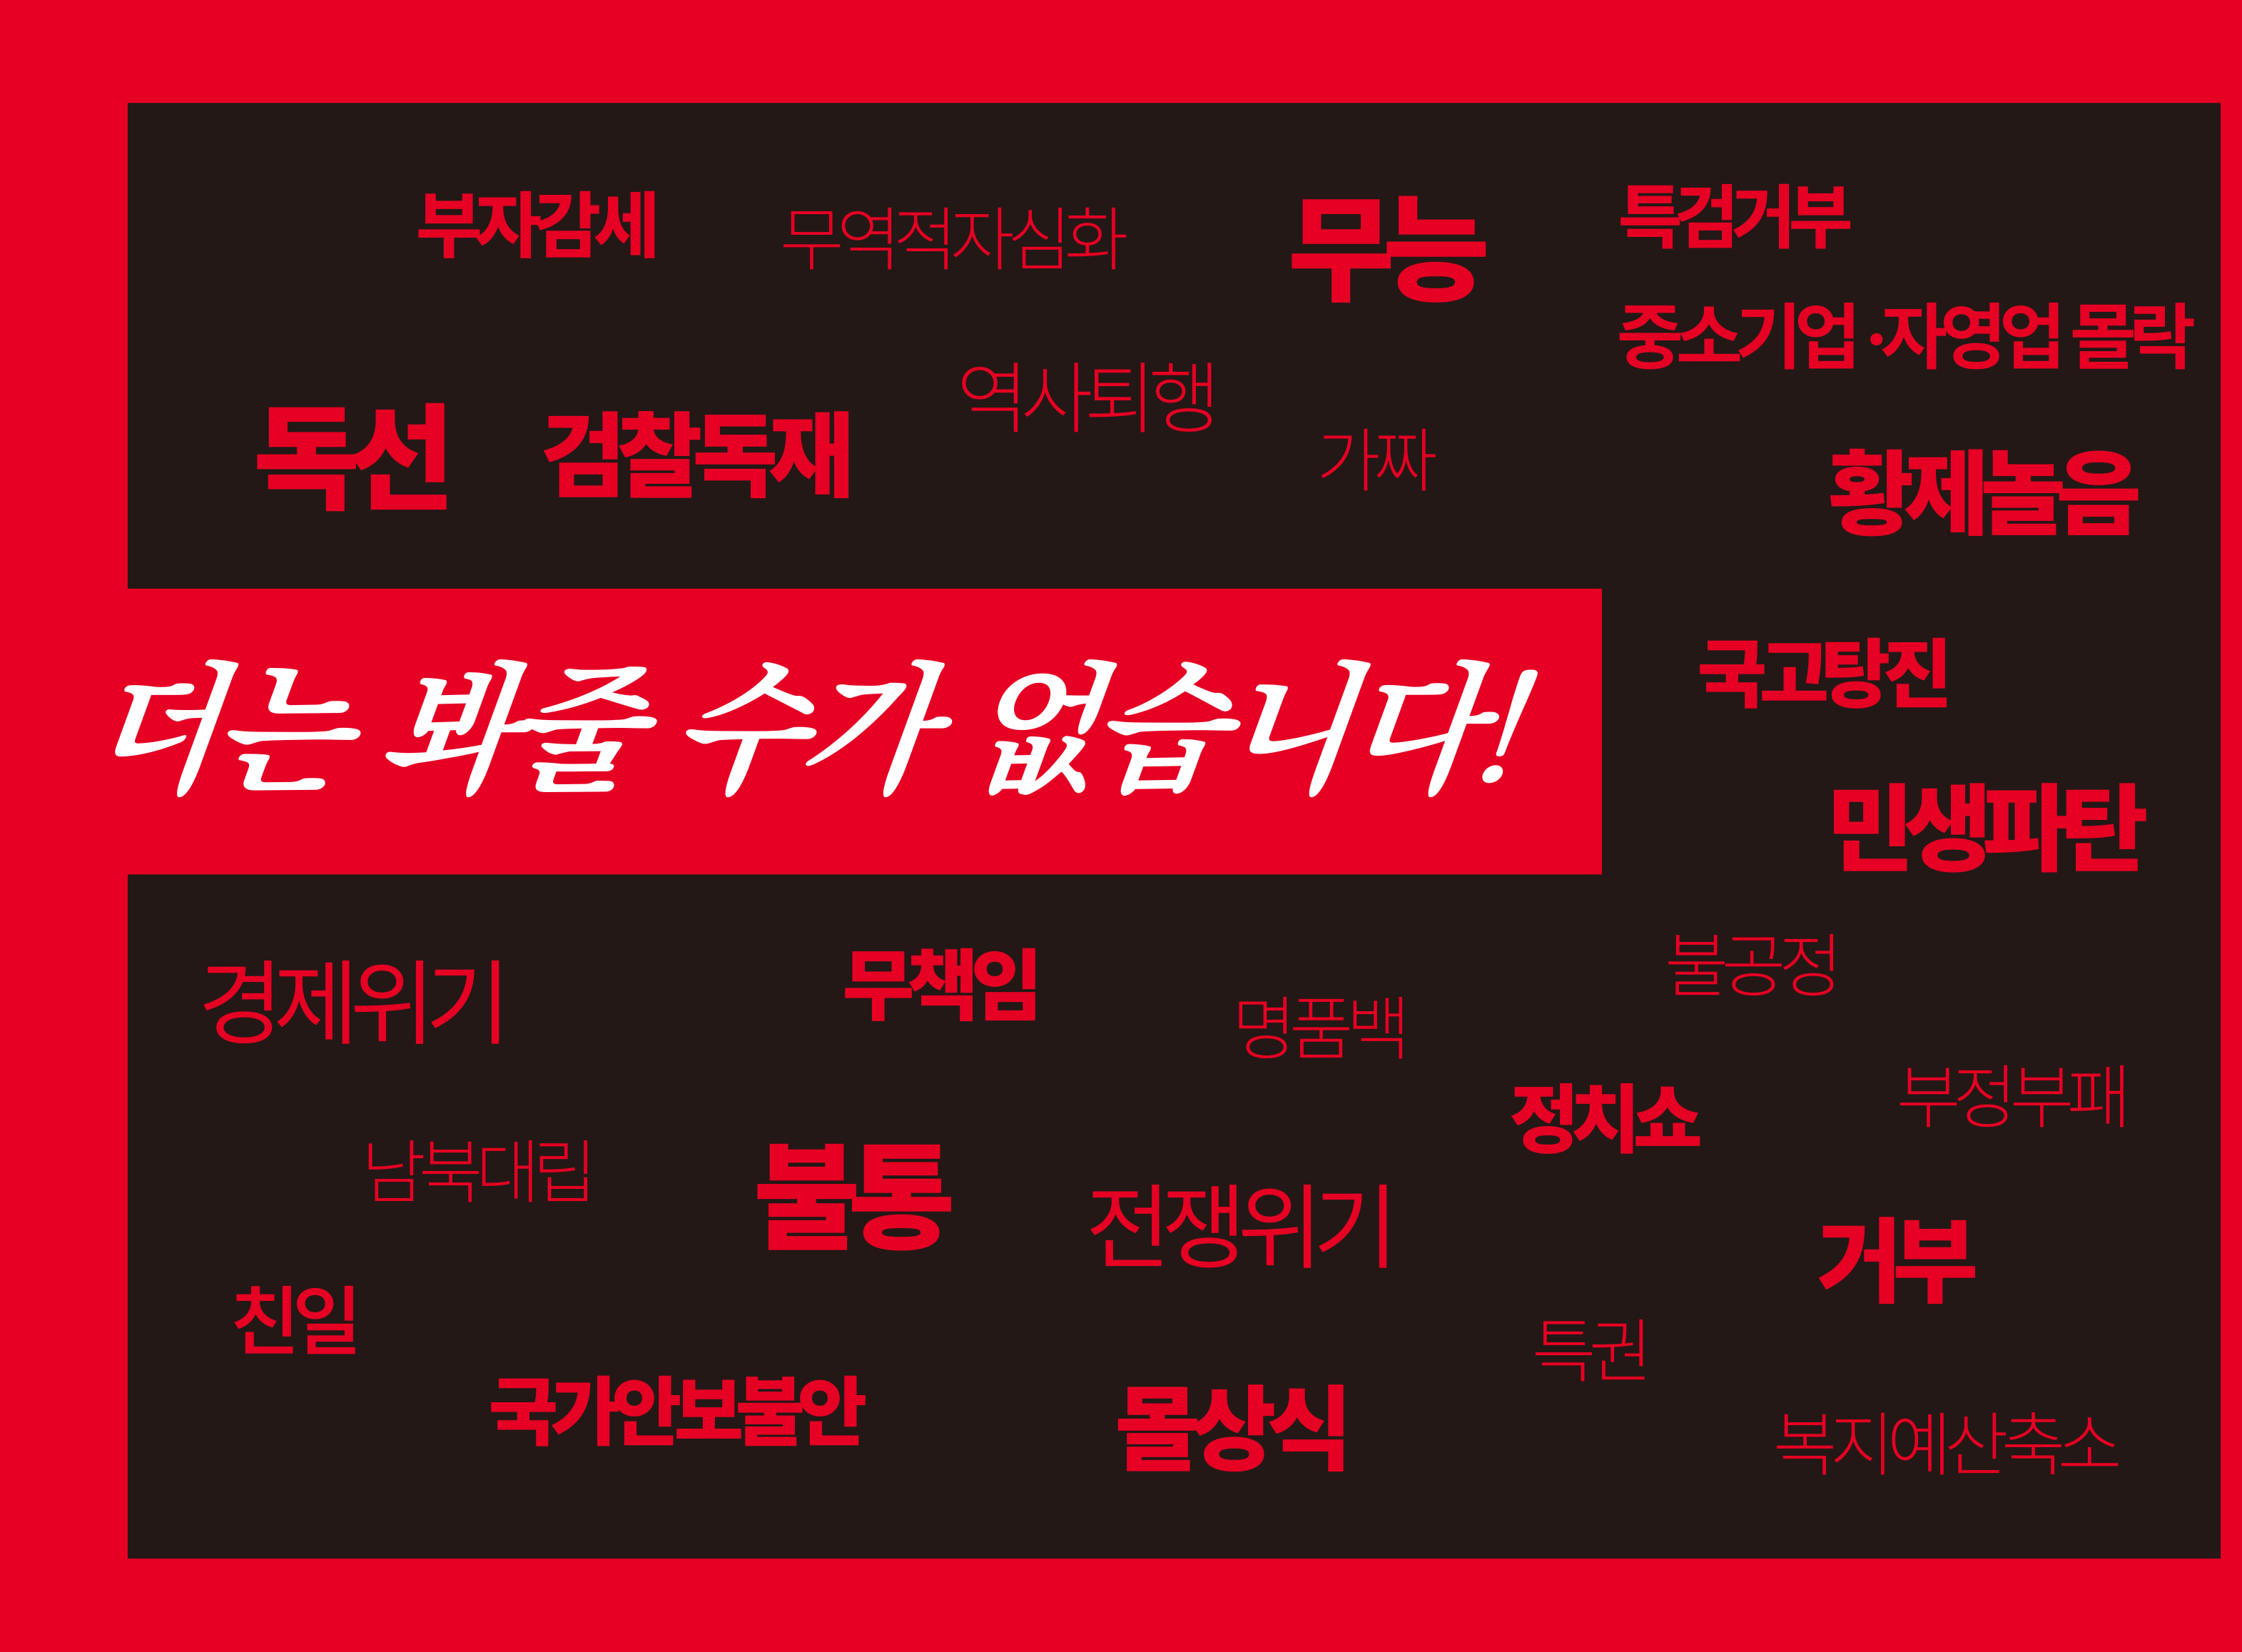 부자감세
무역적자심화
무능
특검거부
중소기업·자영업 몰락
역사퇴행
독선
검찰독재
가짜
황제놀음
다는 벼를 수가 없습니다!
국고탕진
민생파탄
경제위기
무책임
불공정
명품백
정치쇼
부정부패
남북대립
불통
전쟁위기
거부
친일
특권
국가안보불안
몰상식
복지예산축소